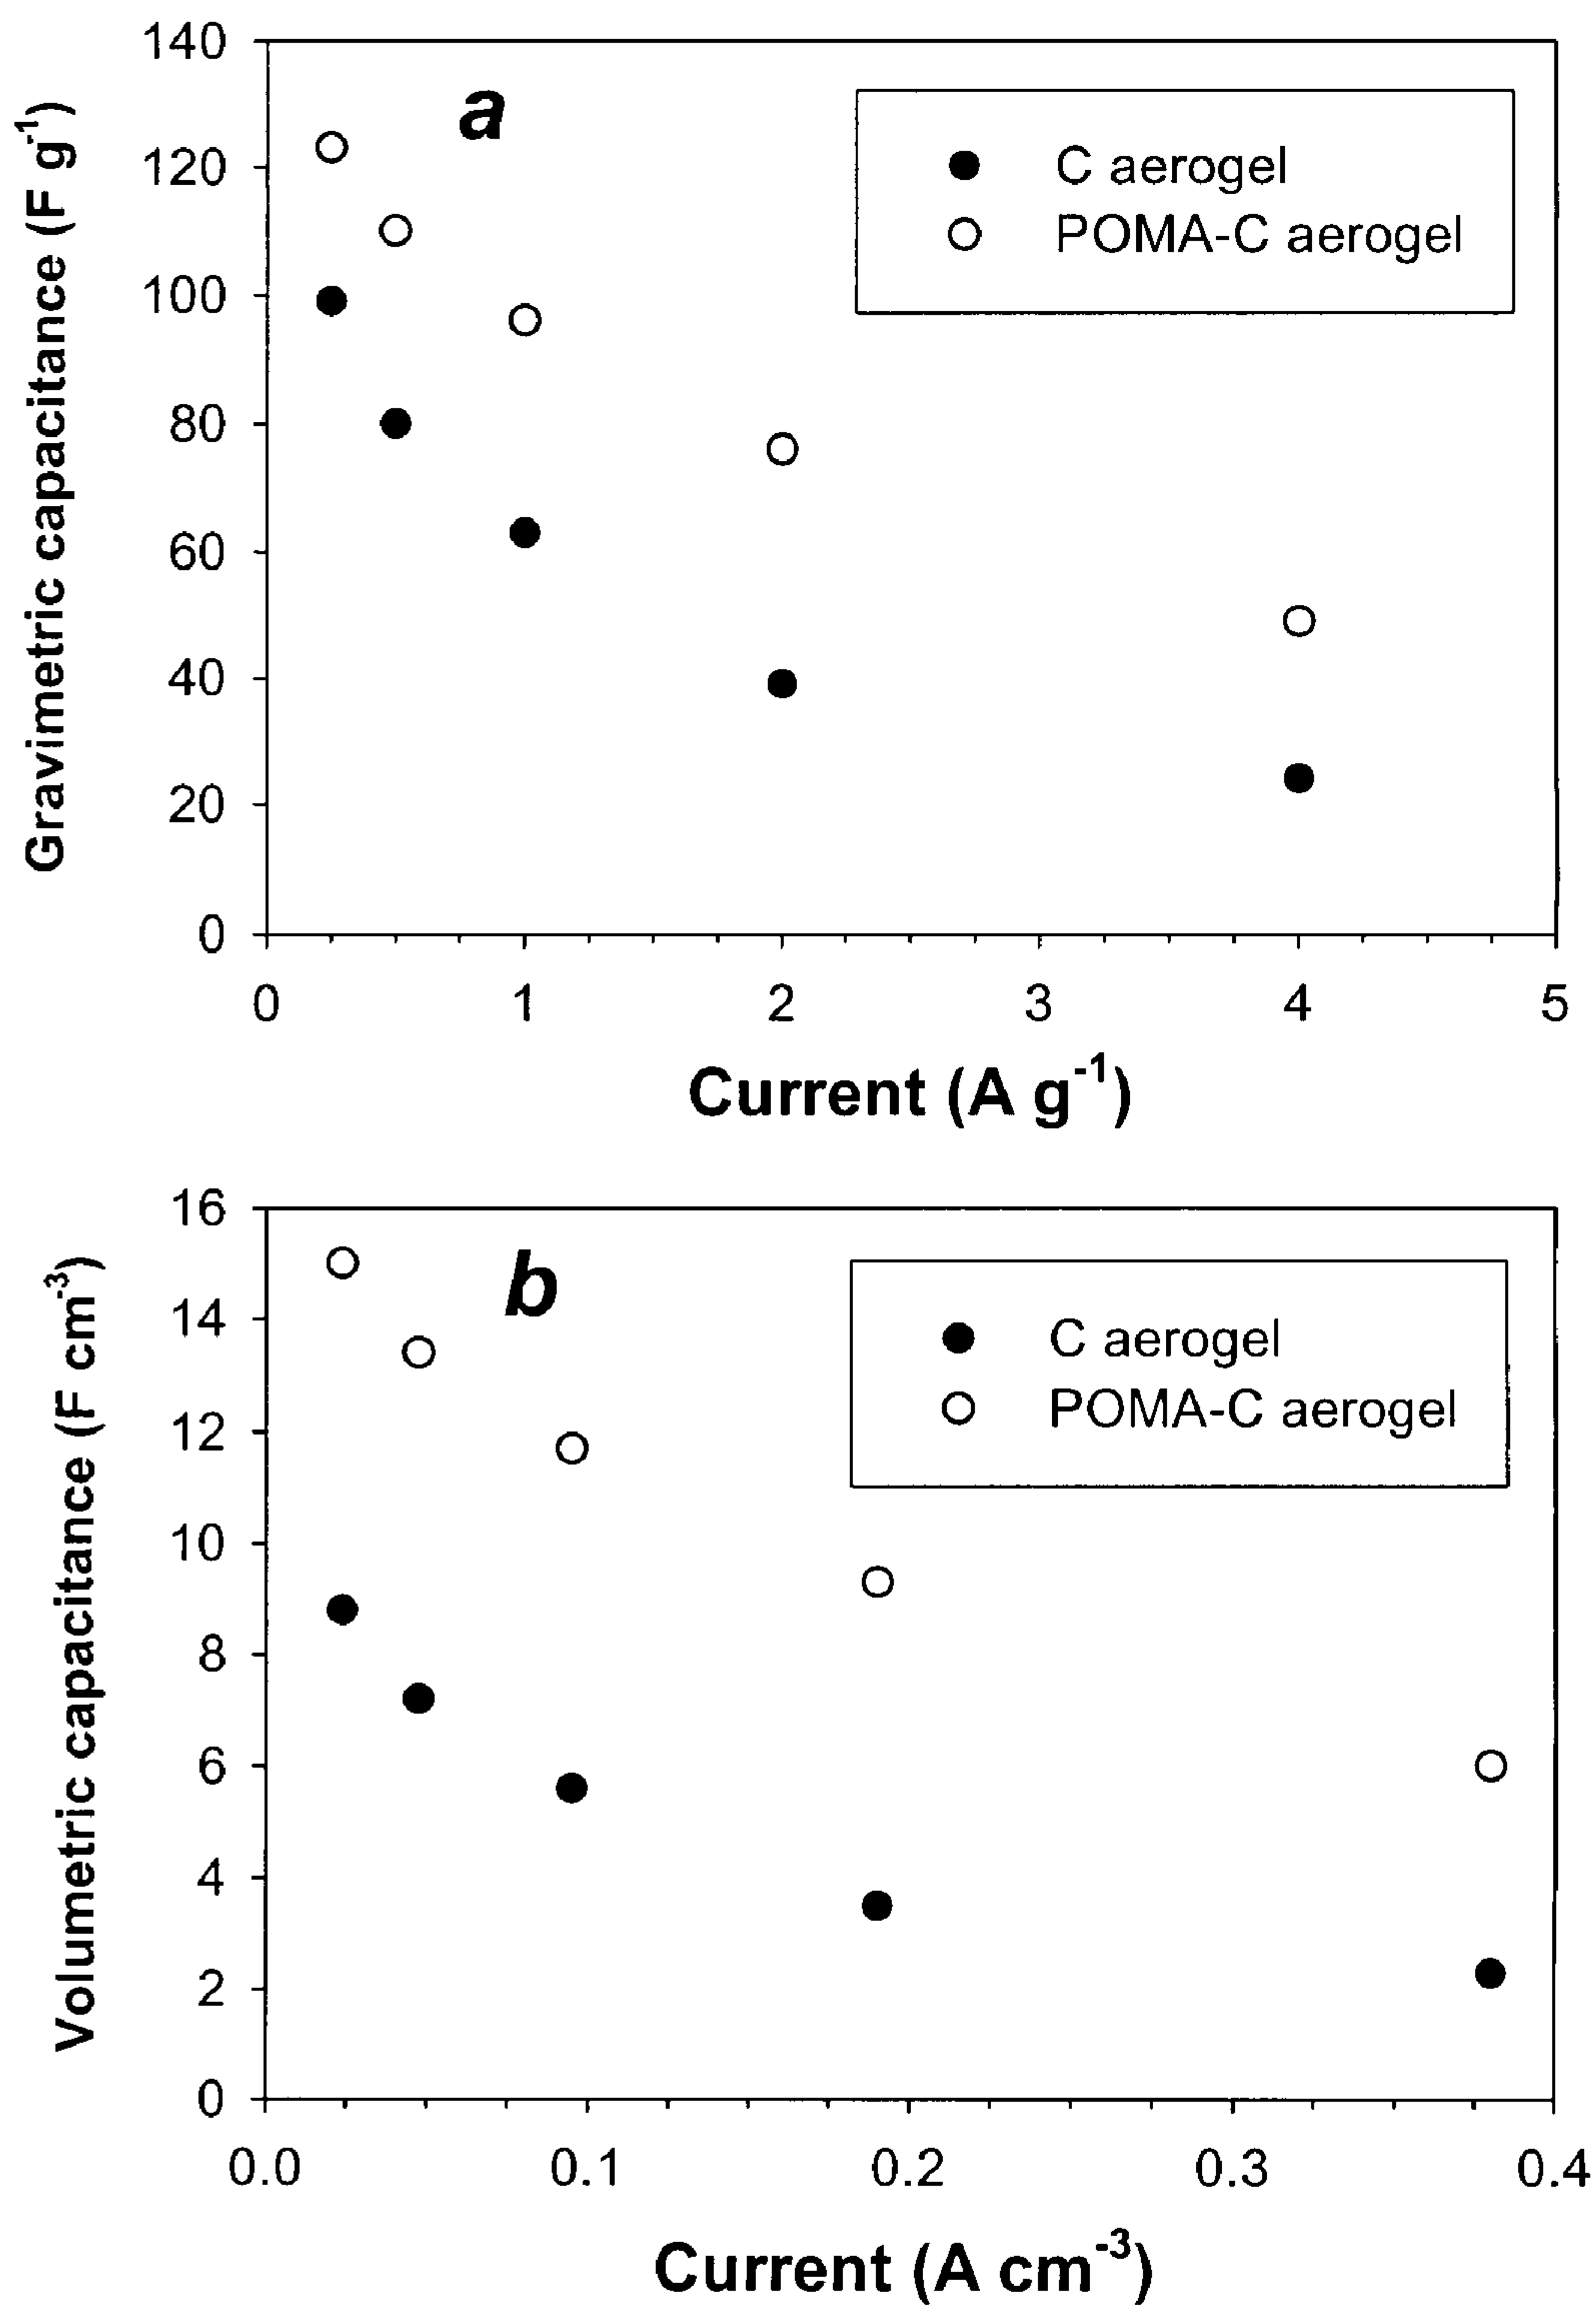 140
120
100
80
60
40
20
0
Gravimetric capacitance (F g⁻¹)
a
C aerogel
POMA-C aerogel
0 1 2 3 4 5
Current (A g⁻¹)
16
14
12
10
8
6
4
2
0
Volumetric capacitance (F cm⁻³)
b
C aerogel
POMA-C aerogel
0.0 0.1 0.2 0.3 0.4
Current (A cm⁻³)